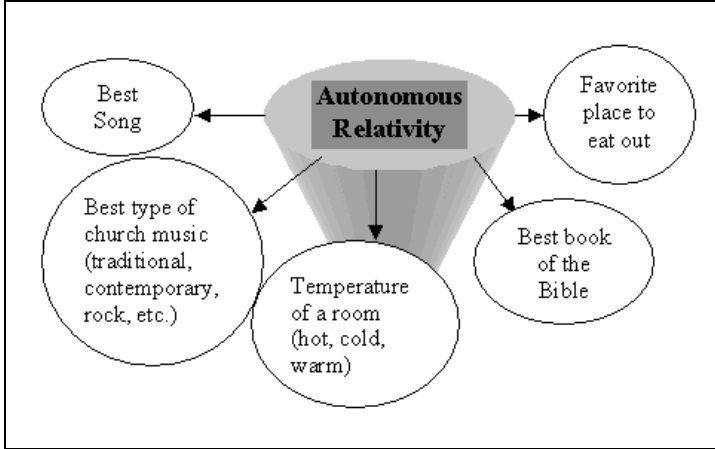 Autonomous
Relativity
Best
Song
Favorite
place to
eat out
Best type of
church music
(traditional,
contemporary,
rock, etc.)
Temperature
of a room
(hot, cold,
warm)
Best book
of the
Bible